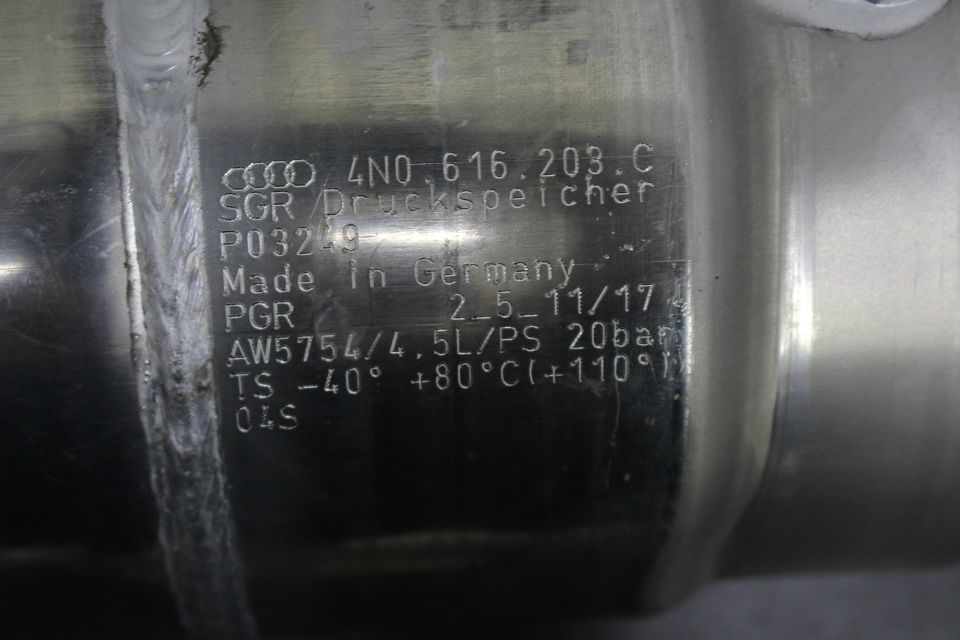 4N0.616.203.C
SGR Druckspeicher
P03249
Made in Germany
PGR 2_5_11/17
AW5754/4.5L/PS 20bar
TS -40° +80°C(+110°)
04S